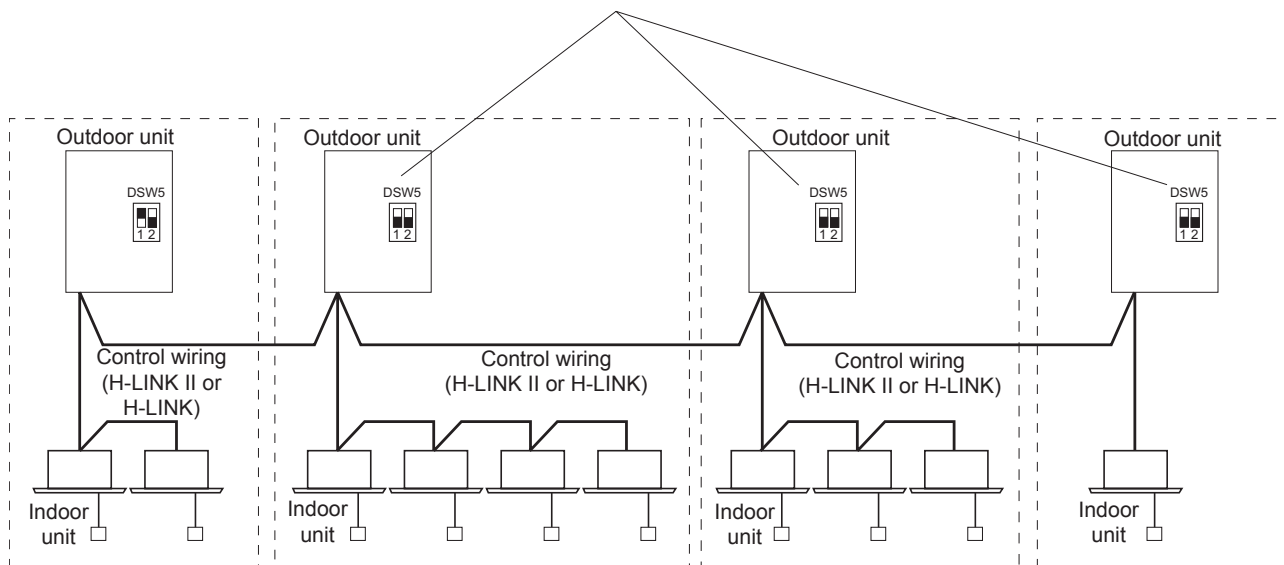 Outdoor unit
Outdoor unit
Outdoor unit
Outdoor unit
DSW5
DSW5
DSW5
DSW5
1 2
1 2
1 2
1 2
Control wiring
(H-LINK II or
H-LINK)
Control wiring
(H-LINK II or H-LINK)
Control wiring
(H-LINK II or H-LINK)
Indoor
unit
Indoor
unit
Indoor
unit
Indoor
unit